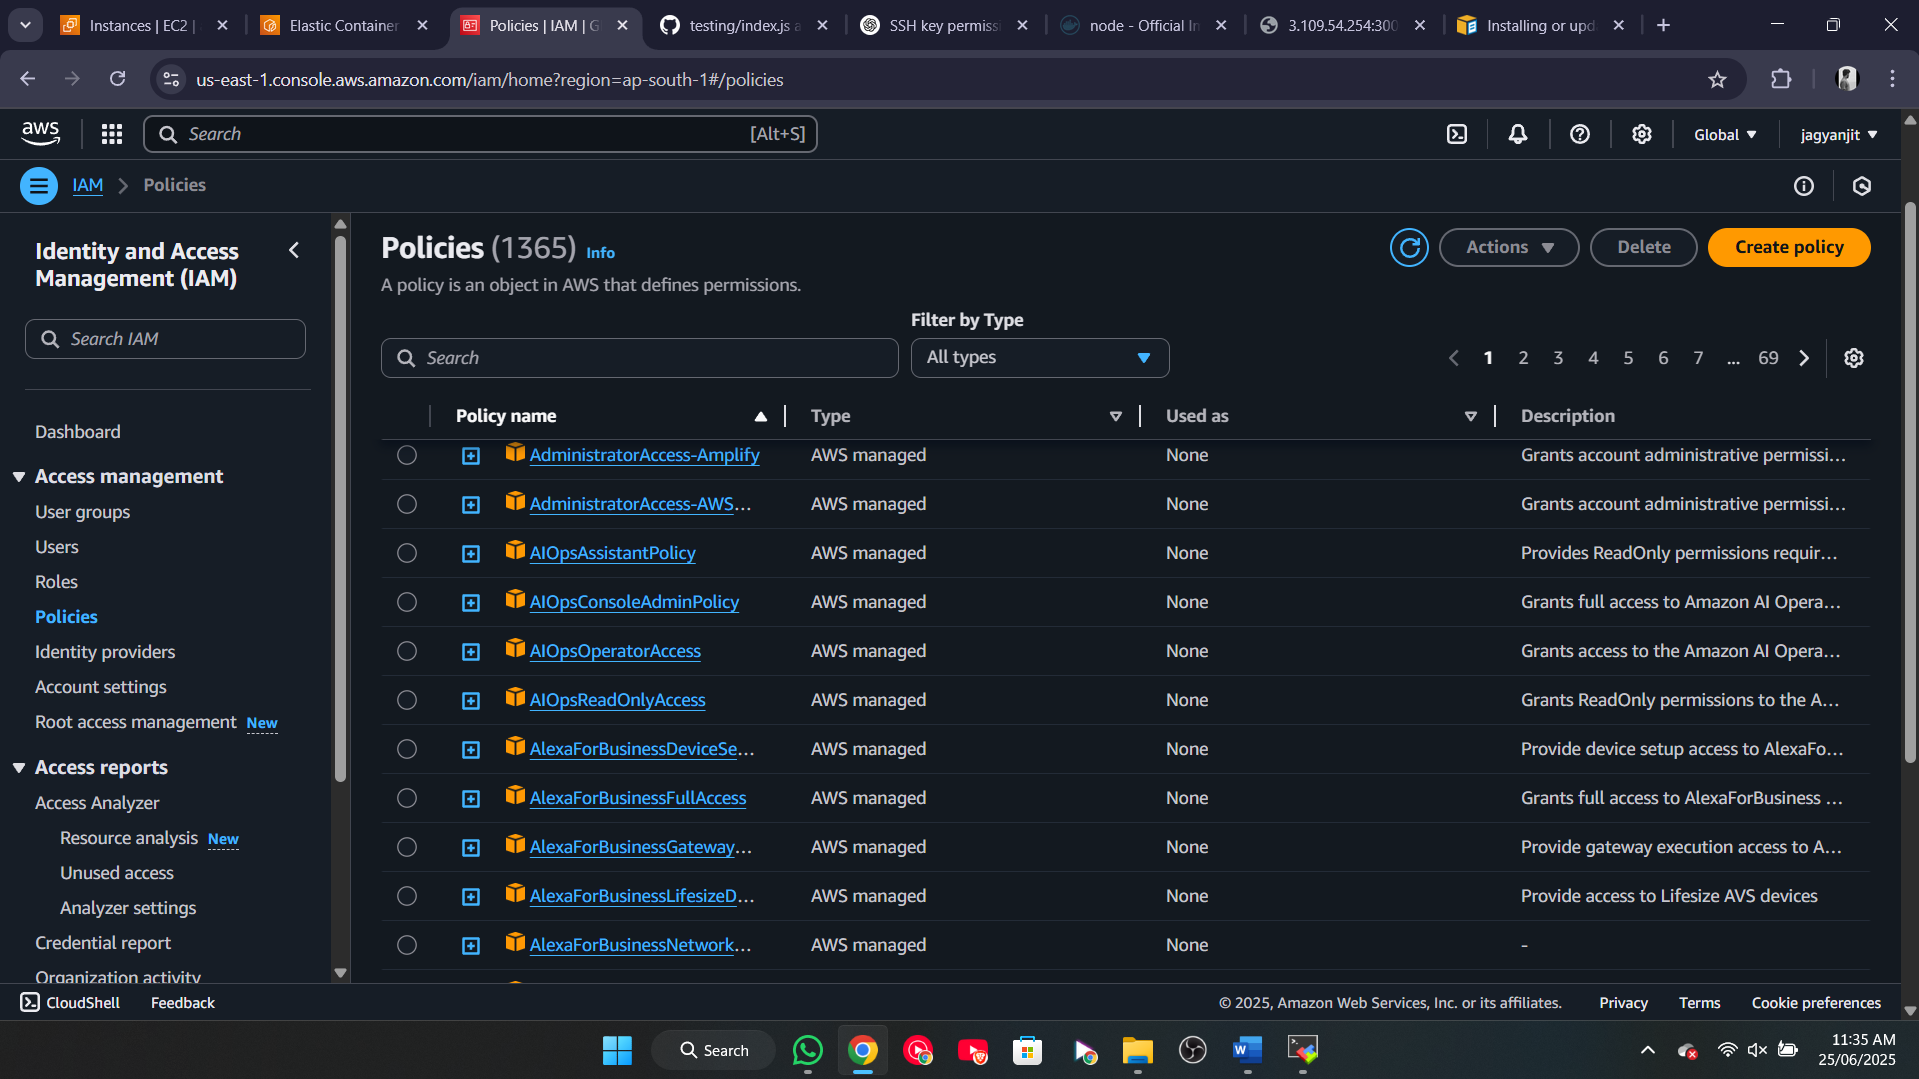 Instances | EC2 |
Elastic Container
Policies | IAM | G
testing/index.js a
SSH key permiss
node - Official In
3.109.54.254:300
Installing or upd
us-east-1.console.aws.amazon.com/iam/home?region=ap-south-1#/policies
aws
Search
[Alt+S]
Global
jagyanjit
IAM
Policies
Identity and Access Management (IAM)
Search IAM
Dashboard
Access management
User groups
Users
Roles
Policies
Identity providers
Account settings
Root access management New
Access reports
Access Analyzer
Resource analysis New
Unused access
Analyzer settings
Credential report
Organization activity
Policies (1365) Info
A policy is an object in AWS that defines permissions.
Actions
Delete
Create policy
Filter by Type
Search
All types
1 2 3 4 5 6 7 ... 69
Policy name Type Used as Description
AdministratorAccess-Amplify AWS managed None Grants account administrative permissi...
AdministratorAccess-AWS... AWS managed None Grants account administrative permissi...
AIOpsAssistantPolicy AWS managed None Provides ReadOnly permissions requir...
AIOpsConsoleAdminPolicy AWS managed None Grants full access to Amazon AI Opera...
AIOpsOperatorAccess AWS managed None Grants access to the Amazon AI Opera...
AIOpsReadOnlyAccess AWS managed None Grants ReadOnly permissions to the A...
AlexaForBusinessDeviceSe... AWS managed None Provide device setup access to AlexaFo...
AlexaForBusinessFullAccess AWS managed None Grants full access to AlexaForBusiness ...
AlexaForBusinessGateway... AWS managed None Provide gateway execution access to A...
AlexaForBusinessLifesizeD... AWS managed None Provide access to Lifesize AVS devices
AlexaForBusinessNetwork... AWS managed None -
CloudShell
Feedback
© 2025, Amazon Web Services, Inc. or its affiliates.
Privacy
Terms
Cookie preferences
Search
11:35 AM
25/06/2025